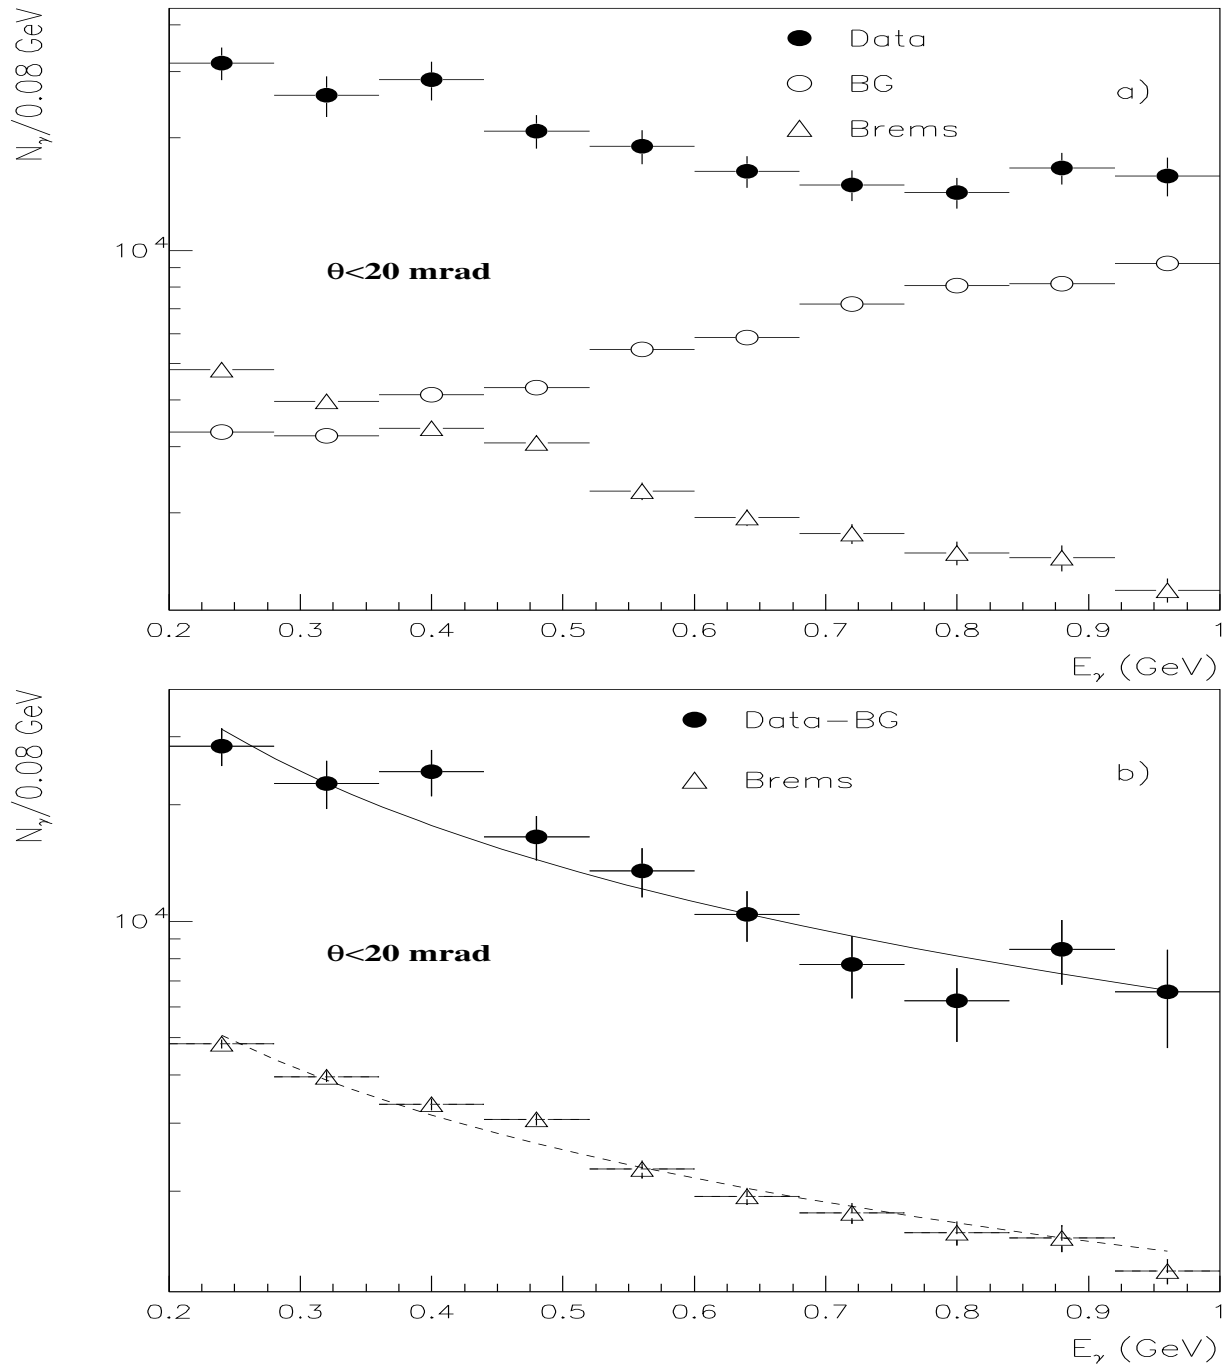 N_γ/0.08 GeV
Data
BG
Brems
a)
10^4
θ<20 mrad
0.2 0.3 0.4 0.5 0.6 0.7 0.8 0.9 1
E_γ (GeV)
N_γ/0.08 GeV
Data−BG
Brems
b)
10^4
θ<20 mrad
0.2 0.3 0.4 0.5 0.6 0.7 0.8 0.9 1
E_γ (GeV)